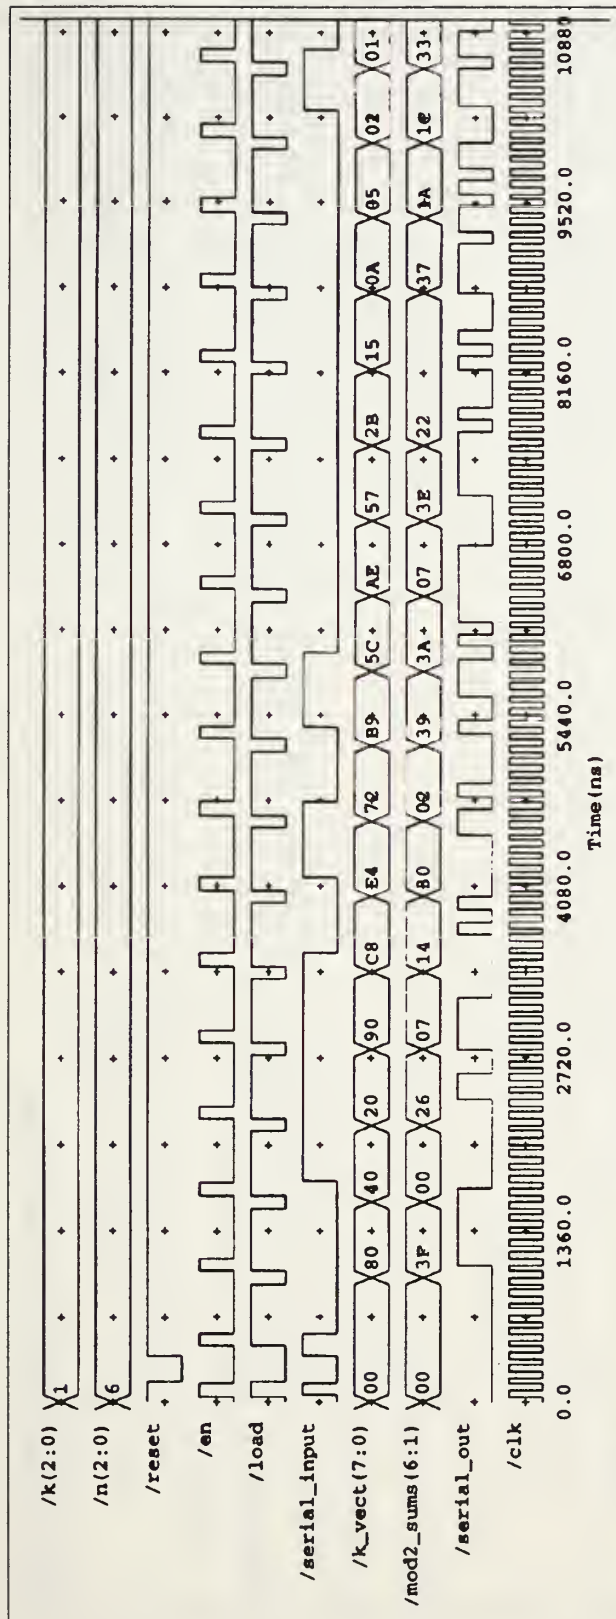 /k(2:0) 1
/n(2:0) 6
/reset
/en
/load
/serial_input
/k_vect(7:0) 00 80 40 20 90 C8 E4 72 B9 5C AE 57 2B 15 0A 05 02 01
/mod2_sums(6:1) 00 3F 00 26 07 14 B0 02 39 3A 07 3E 22 37 1A 33
/serial_out
/clk
0.0 1360.0 2720.0 4080.0 5440.0 6800.0 8160.0 9520.0 10880
Time(ns)